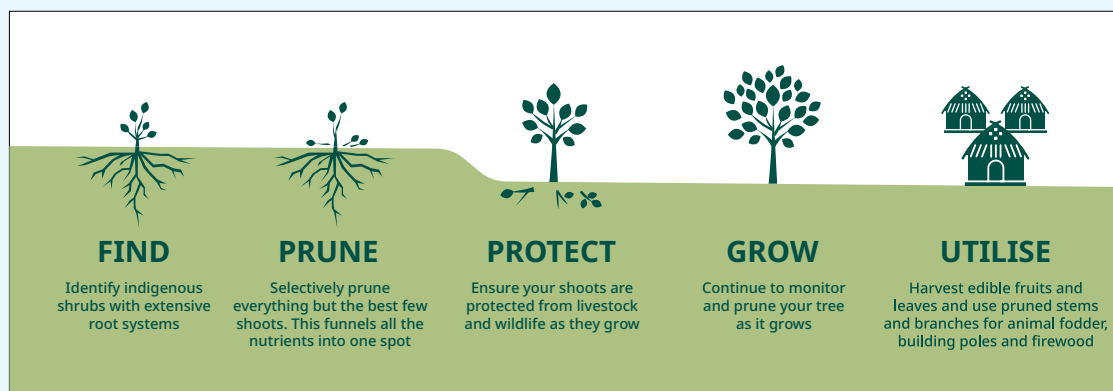 FIND
Identify indigenous
shrubs with extensive
root systems
PRUNE
Selectively prune
everything but the best few
shoots. This funnels all the
nutrients into one spot
PROTECT
Ensure your shoots are
protected from livestock
and wildlife as they grow
GROW
Continue to monitor
and prune your tree
as it grows
UTILISE
Harvest edible fruits and
leaves and use pruned stems
and branches for animal fodder,
building poles and firewood